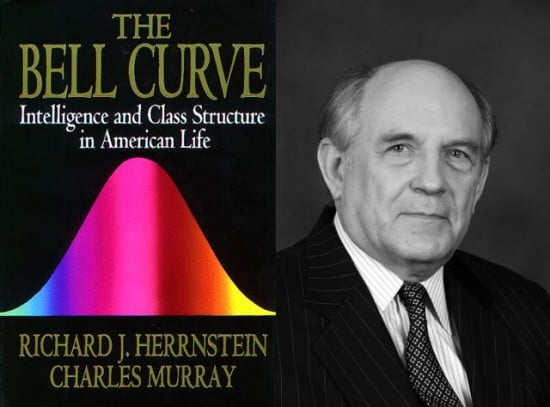 THE
BELL CURVE
Intelligence and Class Structure
in American Life
RICHARD J. HERRNSTEIN
CHARLES MURRAY